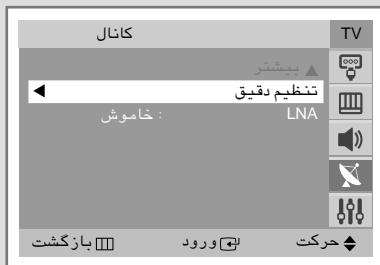 TV کانال
▲ بیشتر
تنظیم دقیق ◀
LNA : خاموش
حرکت ورود بازگشت